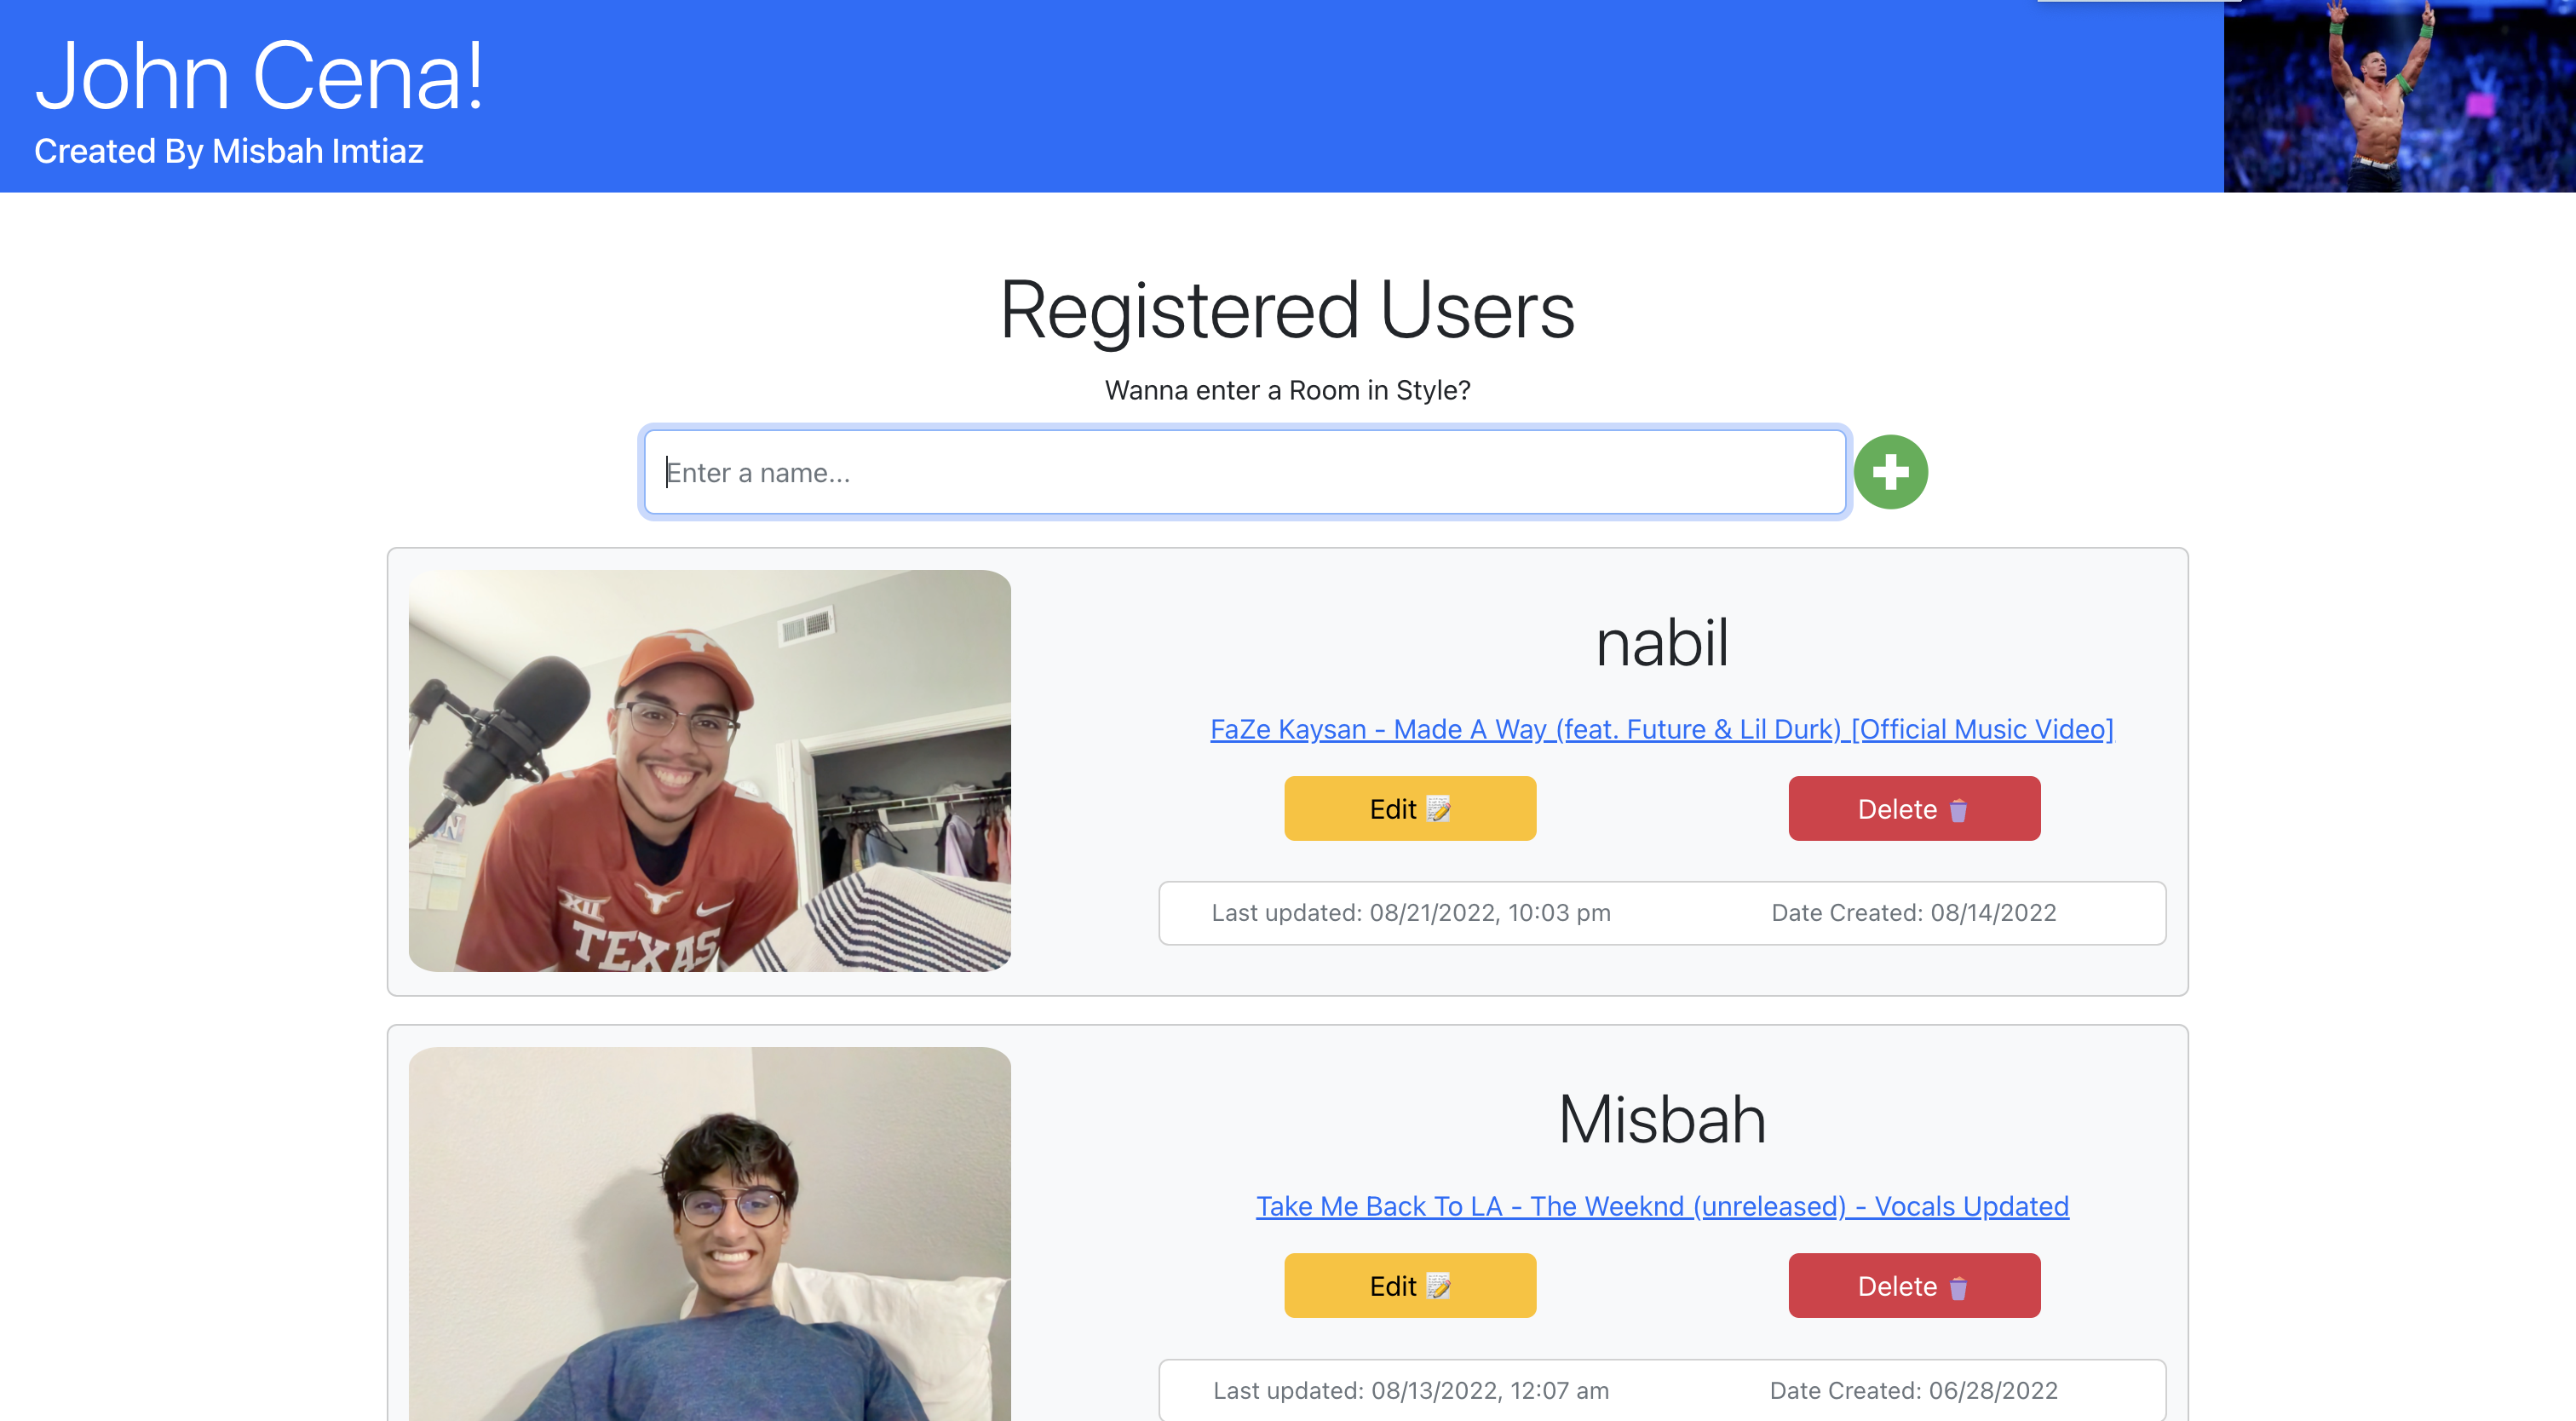 John Cena!
Created By Misbah Imtiaz
Registered Users
Wanna enter a Room in Style?
Enter a name...
nabil
FaZe Kaysan - Made A Way (feat. Future & Lil Durk) [Official Music Video]
Edit 📝
Delete 🗑
Last updated: 08/21/2022, 10:03 pm
Date Created: 08/14/2022
XII
TEXAS
Misbah
Take Me Back To LA - The Weeknd (unreleased) - Vocals Updated
Edit 📝
Delete 🗑
Last updated: 08/13/2022, 12:07 am
Date Created: 06/28/2022